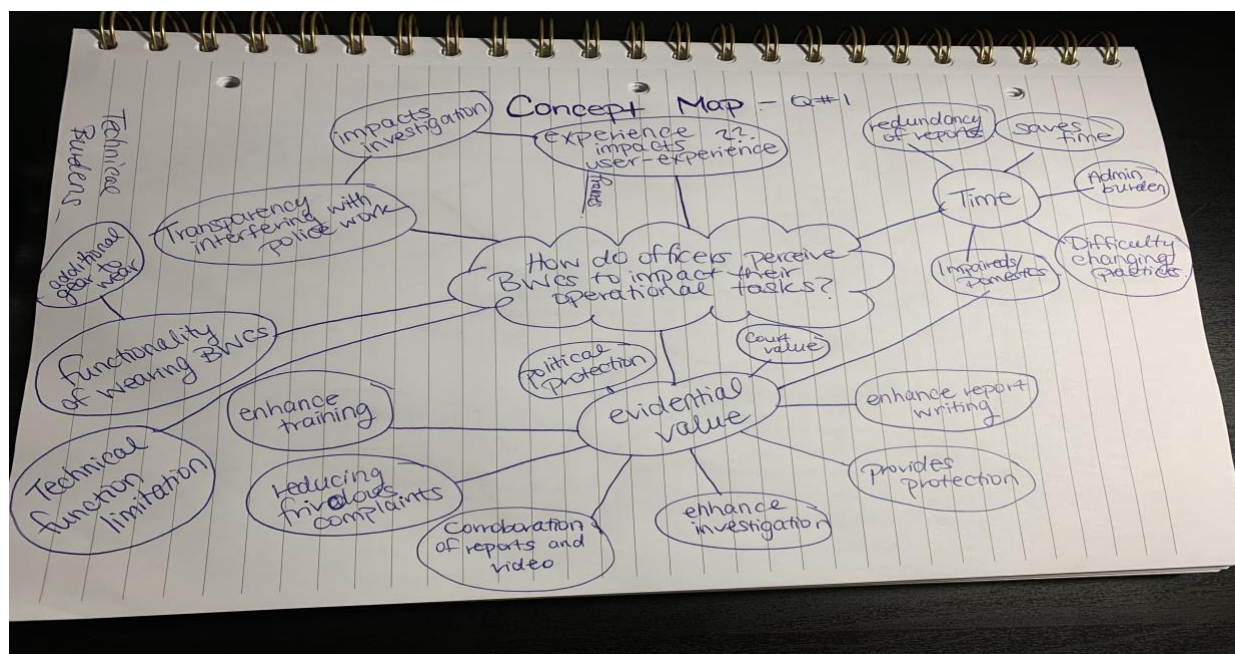 Concept Map - Q#1
Technical
Burdens -
impacts
investigation
experience ??.
impacts
user-experience
redundancy
of reports
saves
time
Admin
burden
Time
Difficulty
changing
practices
Impaireds/
Domestics
Transparency
interfering with
police work
additional
gear to
wear
How do officers perceive
BWCs to impact their
operational tasks?
functionality
of wearing BWCs
Technical
function
limitation
political
protection
Court
value
evidential
value
enhance
training
enhance report
writing
reducing
frivolous
complaints
provides
protection
Corroboration
of reports and
video
enhance
investigation